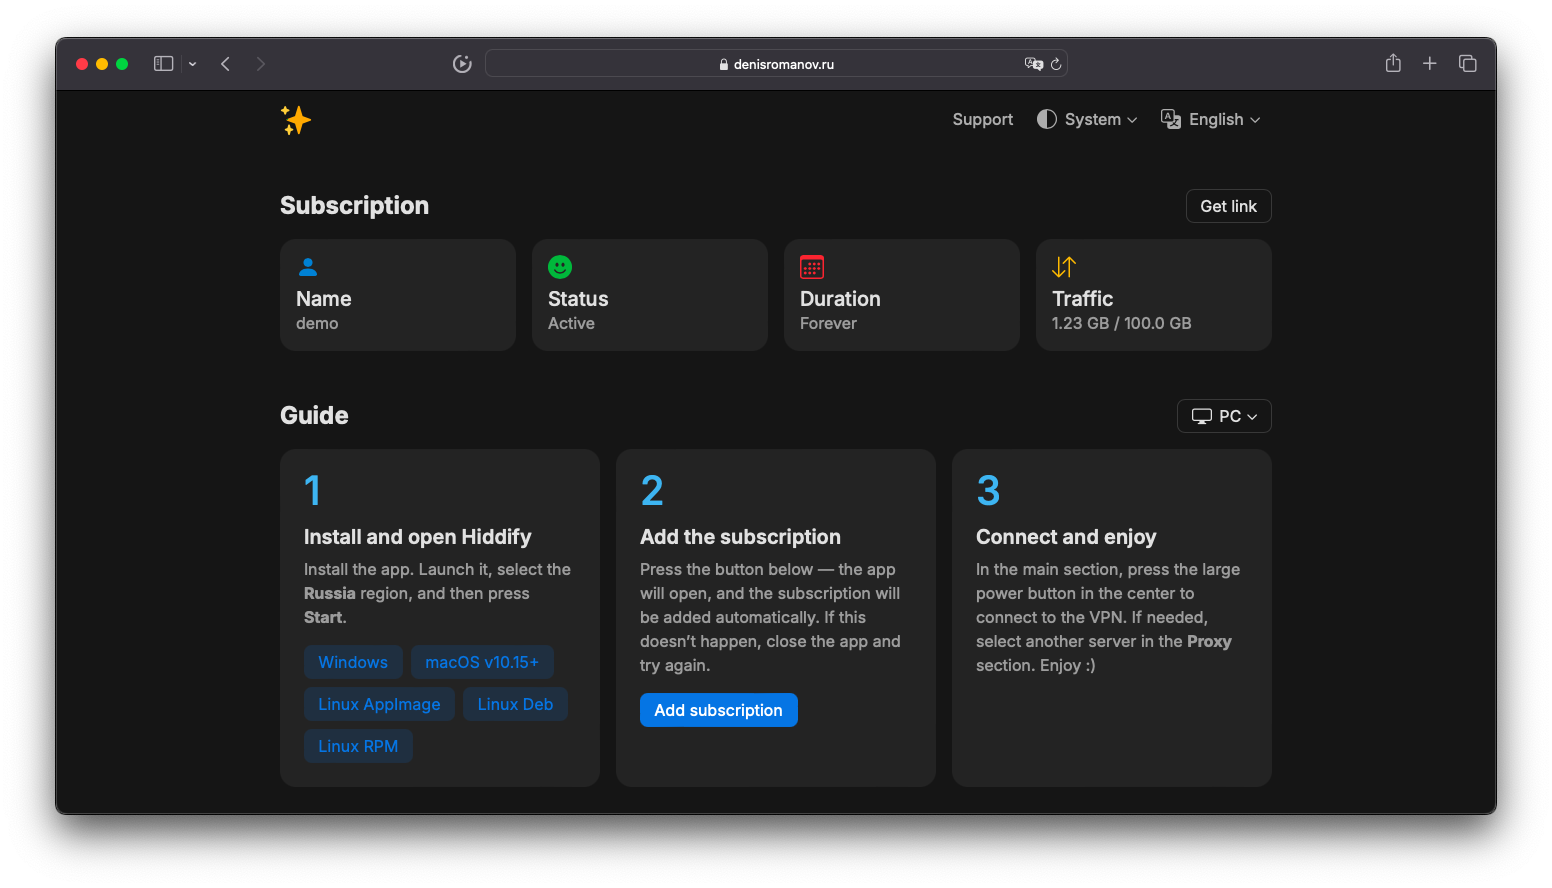 denisromanov.ru
Support
System
English
Subscription
Get link
Name
demo
Status
Active
Duration
Forever
Traffic
1.23 GB / 100.0 GB
Guide
PC
1
Install and open Hiddify
Install the app. Launch it, select the
Russia region, and then press
Start.
Windows
macOS v10.15+
Linux AppImage
Linux Deb
Linux RPM
2
Add the subscription
Press the button below — the app
will open, and the subscription will
be added automatically. If this
doesn’t happen, close the app and
try again.
Add subscription
3
Connect and enjoy
In the main section, press the large
power button in the center to
connect to the VPN. If needed,
select another server in the Proxy
section. Enjoy :)